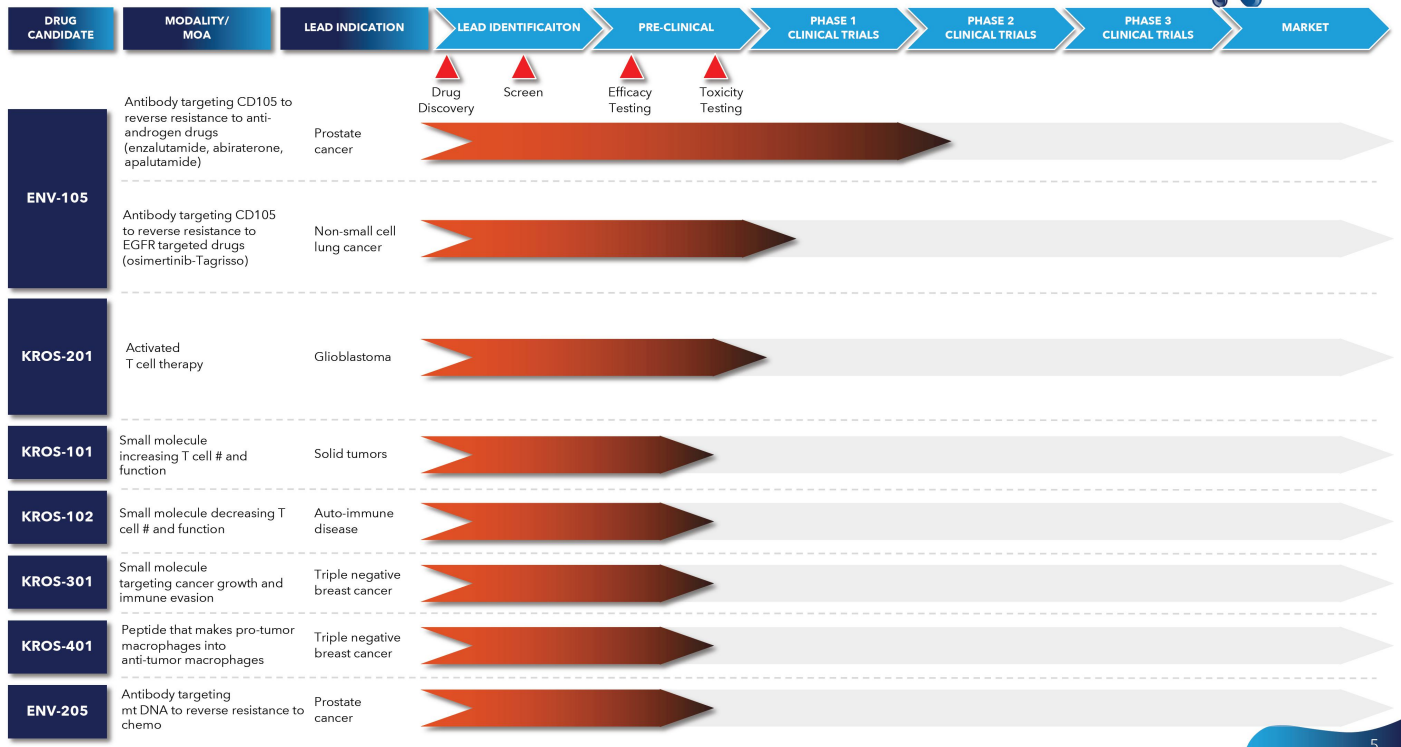 DRUG
CANDIDATE
MODALITY/
MOA
LEAD INDICATION
LEAD IDENTIFICAITON
PRE-CLINICAL
PHASE 1
CLINICAL TRIALS
PHASE 2
CLINICAL TRIALS
PHASE 3
CLINICAL TRIALS
MARKET
Drug
Discovery
Screen
Efficacy
Testing
Toxicity
Testing
ENV-105
Antibody targeting CD105 to
reverse resistance to anti-
androgen drugs
(enzalutamide, abiraterone,
apalutamide)
Prostate
cancer
Antibody targeting CD105
to reverse resistance to
EGFR targeted drugs
(osimertinib-Tagrisso)
Non-small cell
lung cancer
KROS-201
Activated
T cell therapy
Glioblastoma
KROS-101
Small molecule
increasing T cell # and
function
Solid tumors
KROS-102
Small molecule decreasing T
cell # and function
Auto-immune
disease
KROS-301
Small molecule
targeting cancer growth and
immune evasion
Triple negative
breast cancer
KROS-401
Peptide that makes pro-tumor
macrophages into
anti-tumor macrophages
Triple negative
breast cancer
ENV-205
Antibody targeting
mt DNA to reverse resistance to
chemo
Prostate
cancer
5